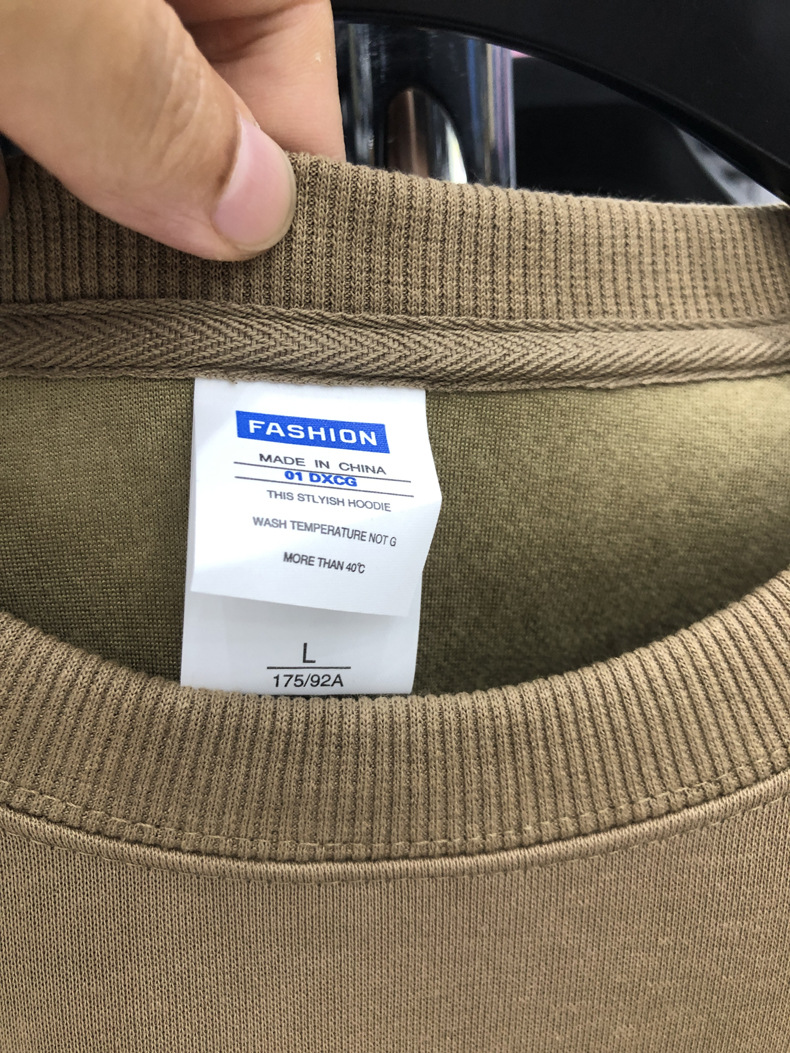 FASHION
MADE IN CHINA
01 DXCG
THIS STLYISH HOODIE
WASH TEMPERATURE NOT G
MORE THAN 40℃
L
175/92A